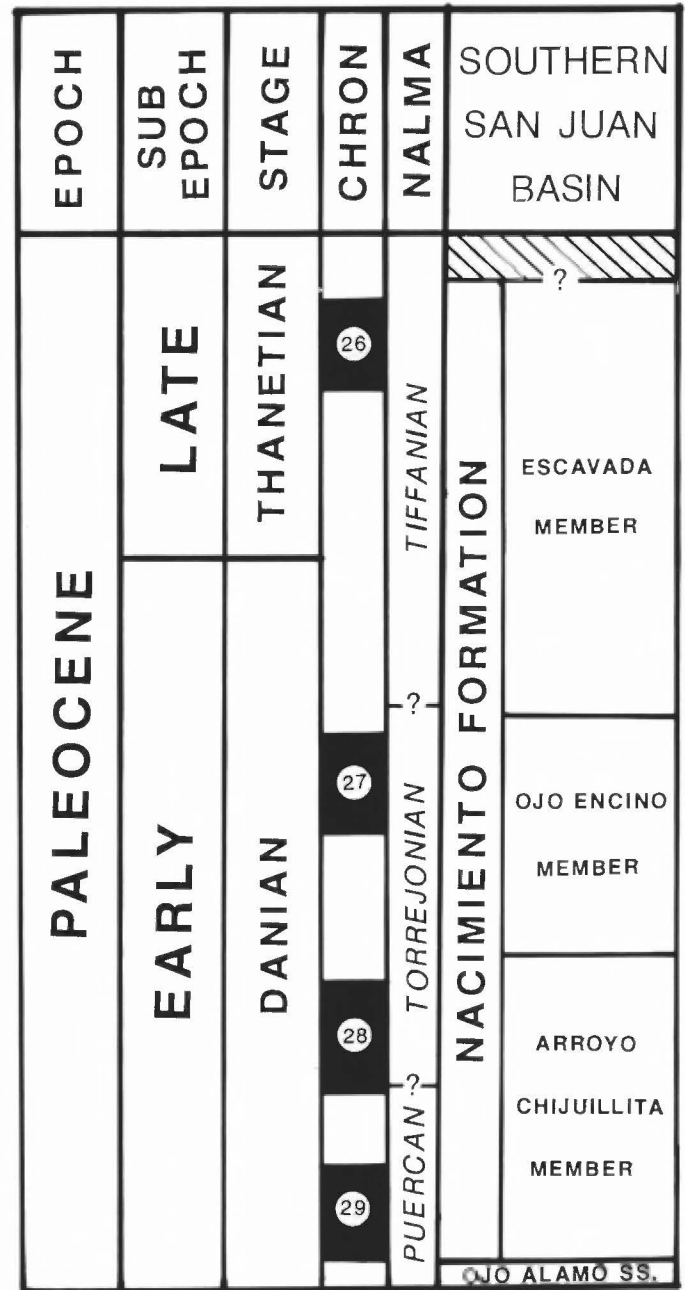 EPOCH
SUB
EPOCH
STAGE
CHRON
NALMA
SOUTHERN
SAN JUAN
BASIN
PALEOCENE
LATE
EARLY
THANETIAN
DANIAN
26
27
28
29
TIFFANIAN
?
TORREJONIAN
?
PUERCAN
?
NACIMIENTO FORMATION
ESCAVADA
MEMBER
OJO ENCINO
MEMBER
ARROYO
CHIJUILLITA
MEMBER
OJO ALAMO SS.